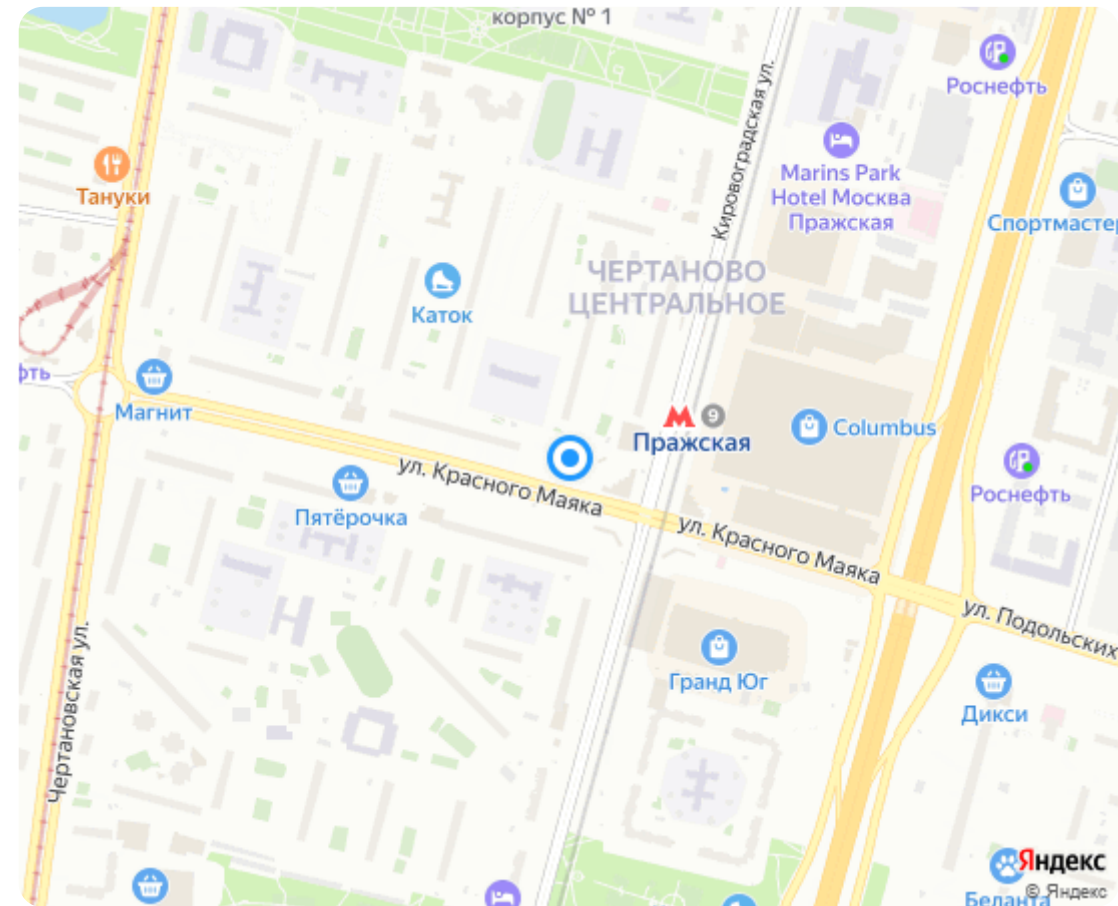 корпус № 1
Роснефть
Кировоградская ул.
Marins Park
Hotel Москва
Пражская
Тануки
Спортмастер
ЧЕРТАНОВО
ЦЕНТРАЛЬНОЕ
Каток
фть
Магнит
9
Пражская
Columbus
ул. Красного Маяка
Роснефть
Пятёрочка
ул. Красного Маяка
ул. Подольских
Чертановская ул.
Гранд Юг
Дикси
Яндекс
Беланта
© Яндекс